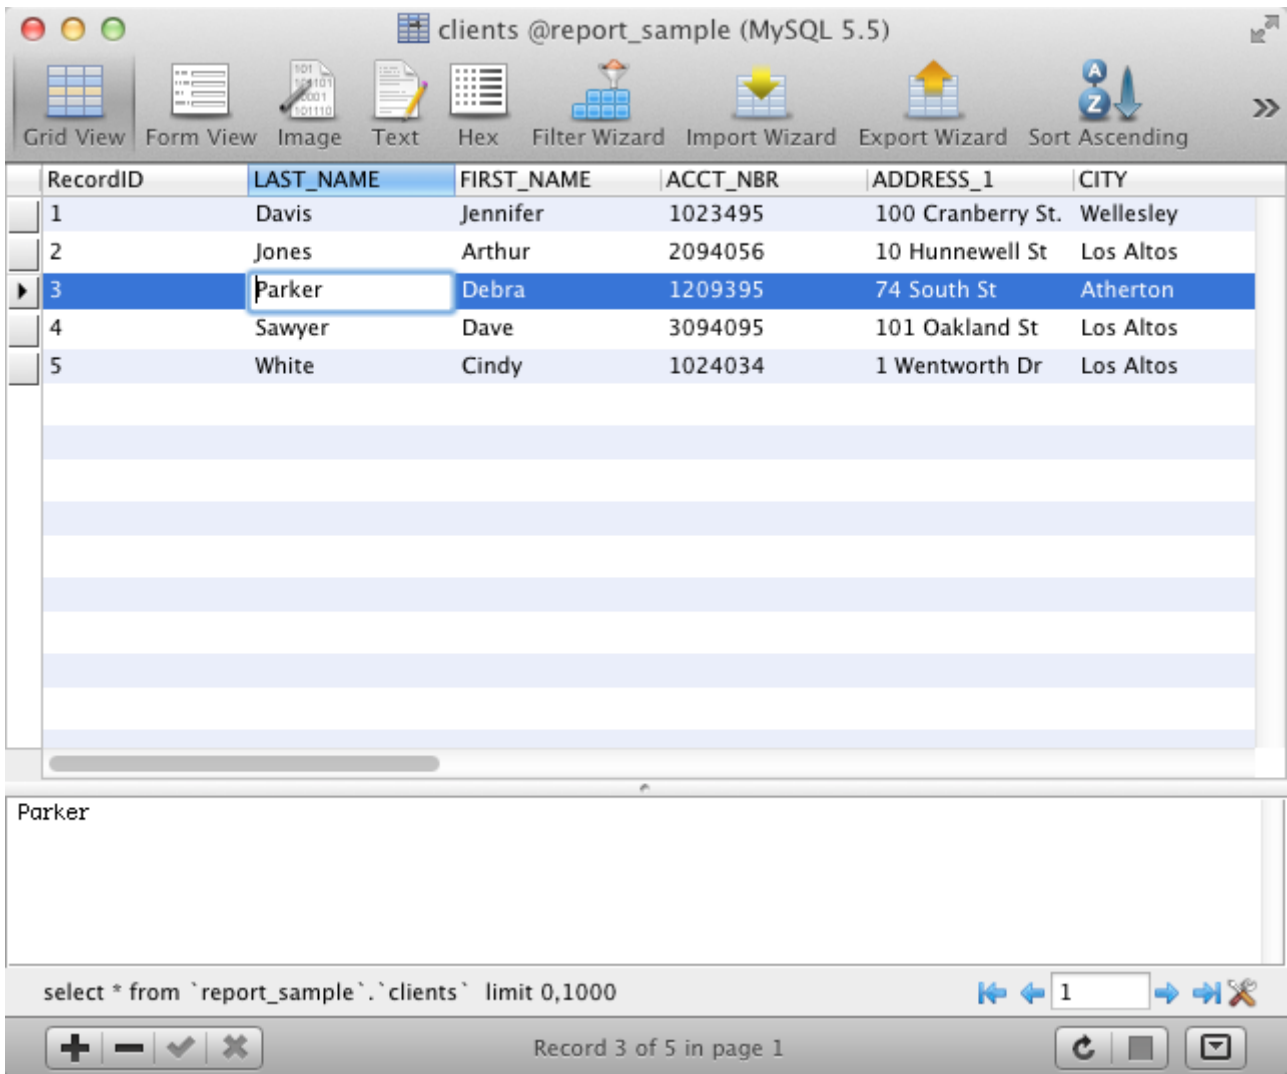 clients @report_sample (MySQL 5.5)
Grid View Form View Image Text Hex Filter Wizard Import Wizard Export Wizard Sort Ascending
RecordID LAST_NAME FIRST_NAME ACCT_NBR ADDRESS_1 CITY
1 Davis Jennifer 1023495 100 Cranberry St. Wellesley
2 Jones Arthur 2094056 10 Hunnewell St Los Altos
3 Parker Debra 1209395 74 South St Atherton
4 Sawyer Dave 3094095 101 Oakland St Los Altos
5 White Cindy 1024034 1 Wentworth Dr Los Altos
Parker
select * from `report_sample`.`clients` limit 0,1000 1
Record 3 of 5 in page 1